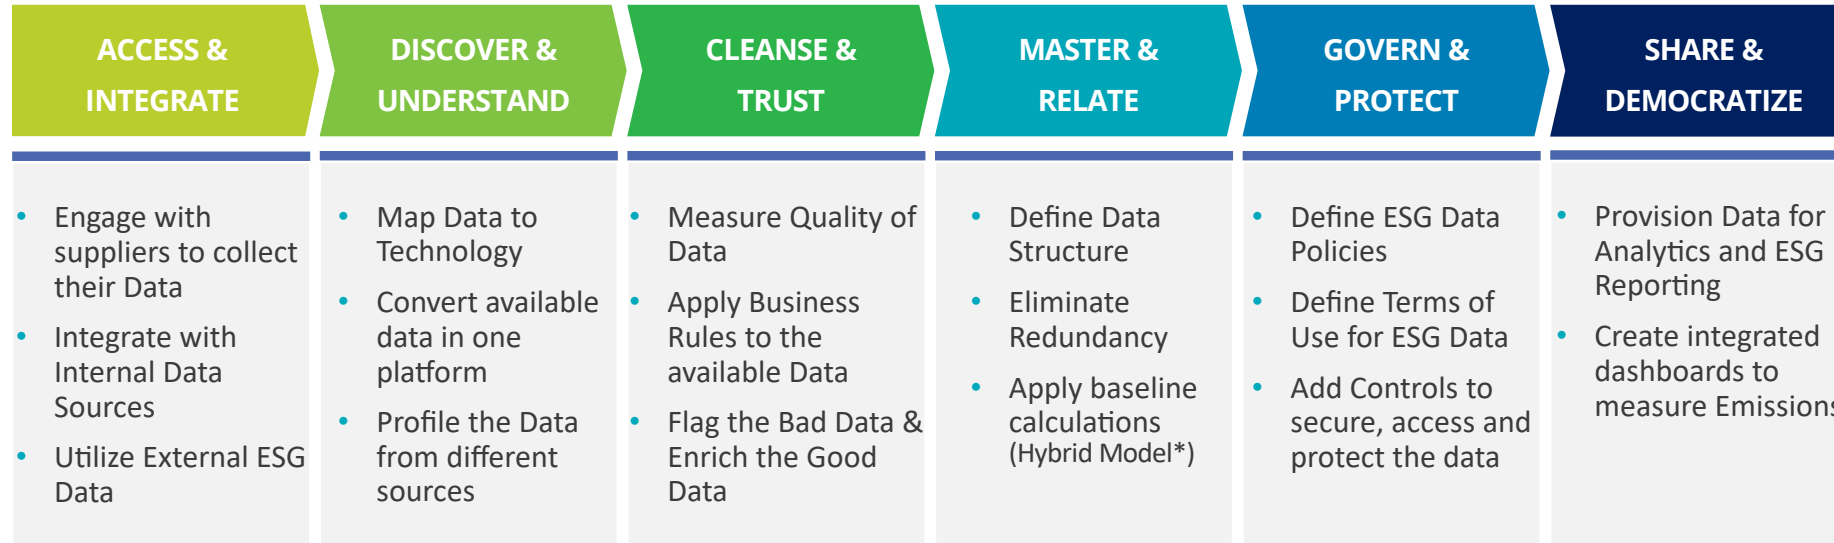 ACCESS &
INTEGRATE
DISCOVER &
UNDERSTAND
CLEANSE &
TRUST
MASTER &
RELATE
GOVERN &
PROTECT
SHARE &
DEMOCRATIZE
• Engage with
suppliers to collect
their Data
• Integrate with
Internal Data
Sources
• Utilize External ESG
Data
• Map Data to
Technology
• Convert available
data in one
platform
• Profile the Data
from different
sources
• Measure Quality of
Data
• Apply Business
Rules to the
available Data
• Flag the Bad Data &
Enrich the Good
Data
• Define Data
Structure
• Eliminate
Redundancy
• Apply baseline
calculations
(Hybrid Model*)
• Define ESG Data
Policies
• Define Terms of
Use for ESG Data
• Add Controls to
secure, access and
protect the data
• Provision Data for
Analytics and ESG
Reporting
• Create integrated
dashboards to
measure Emissions